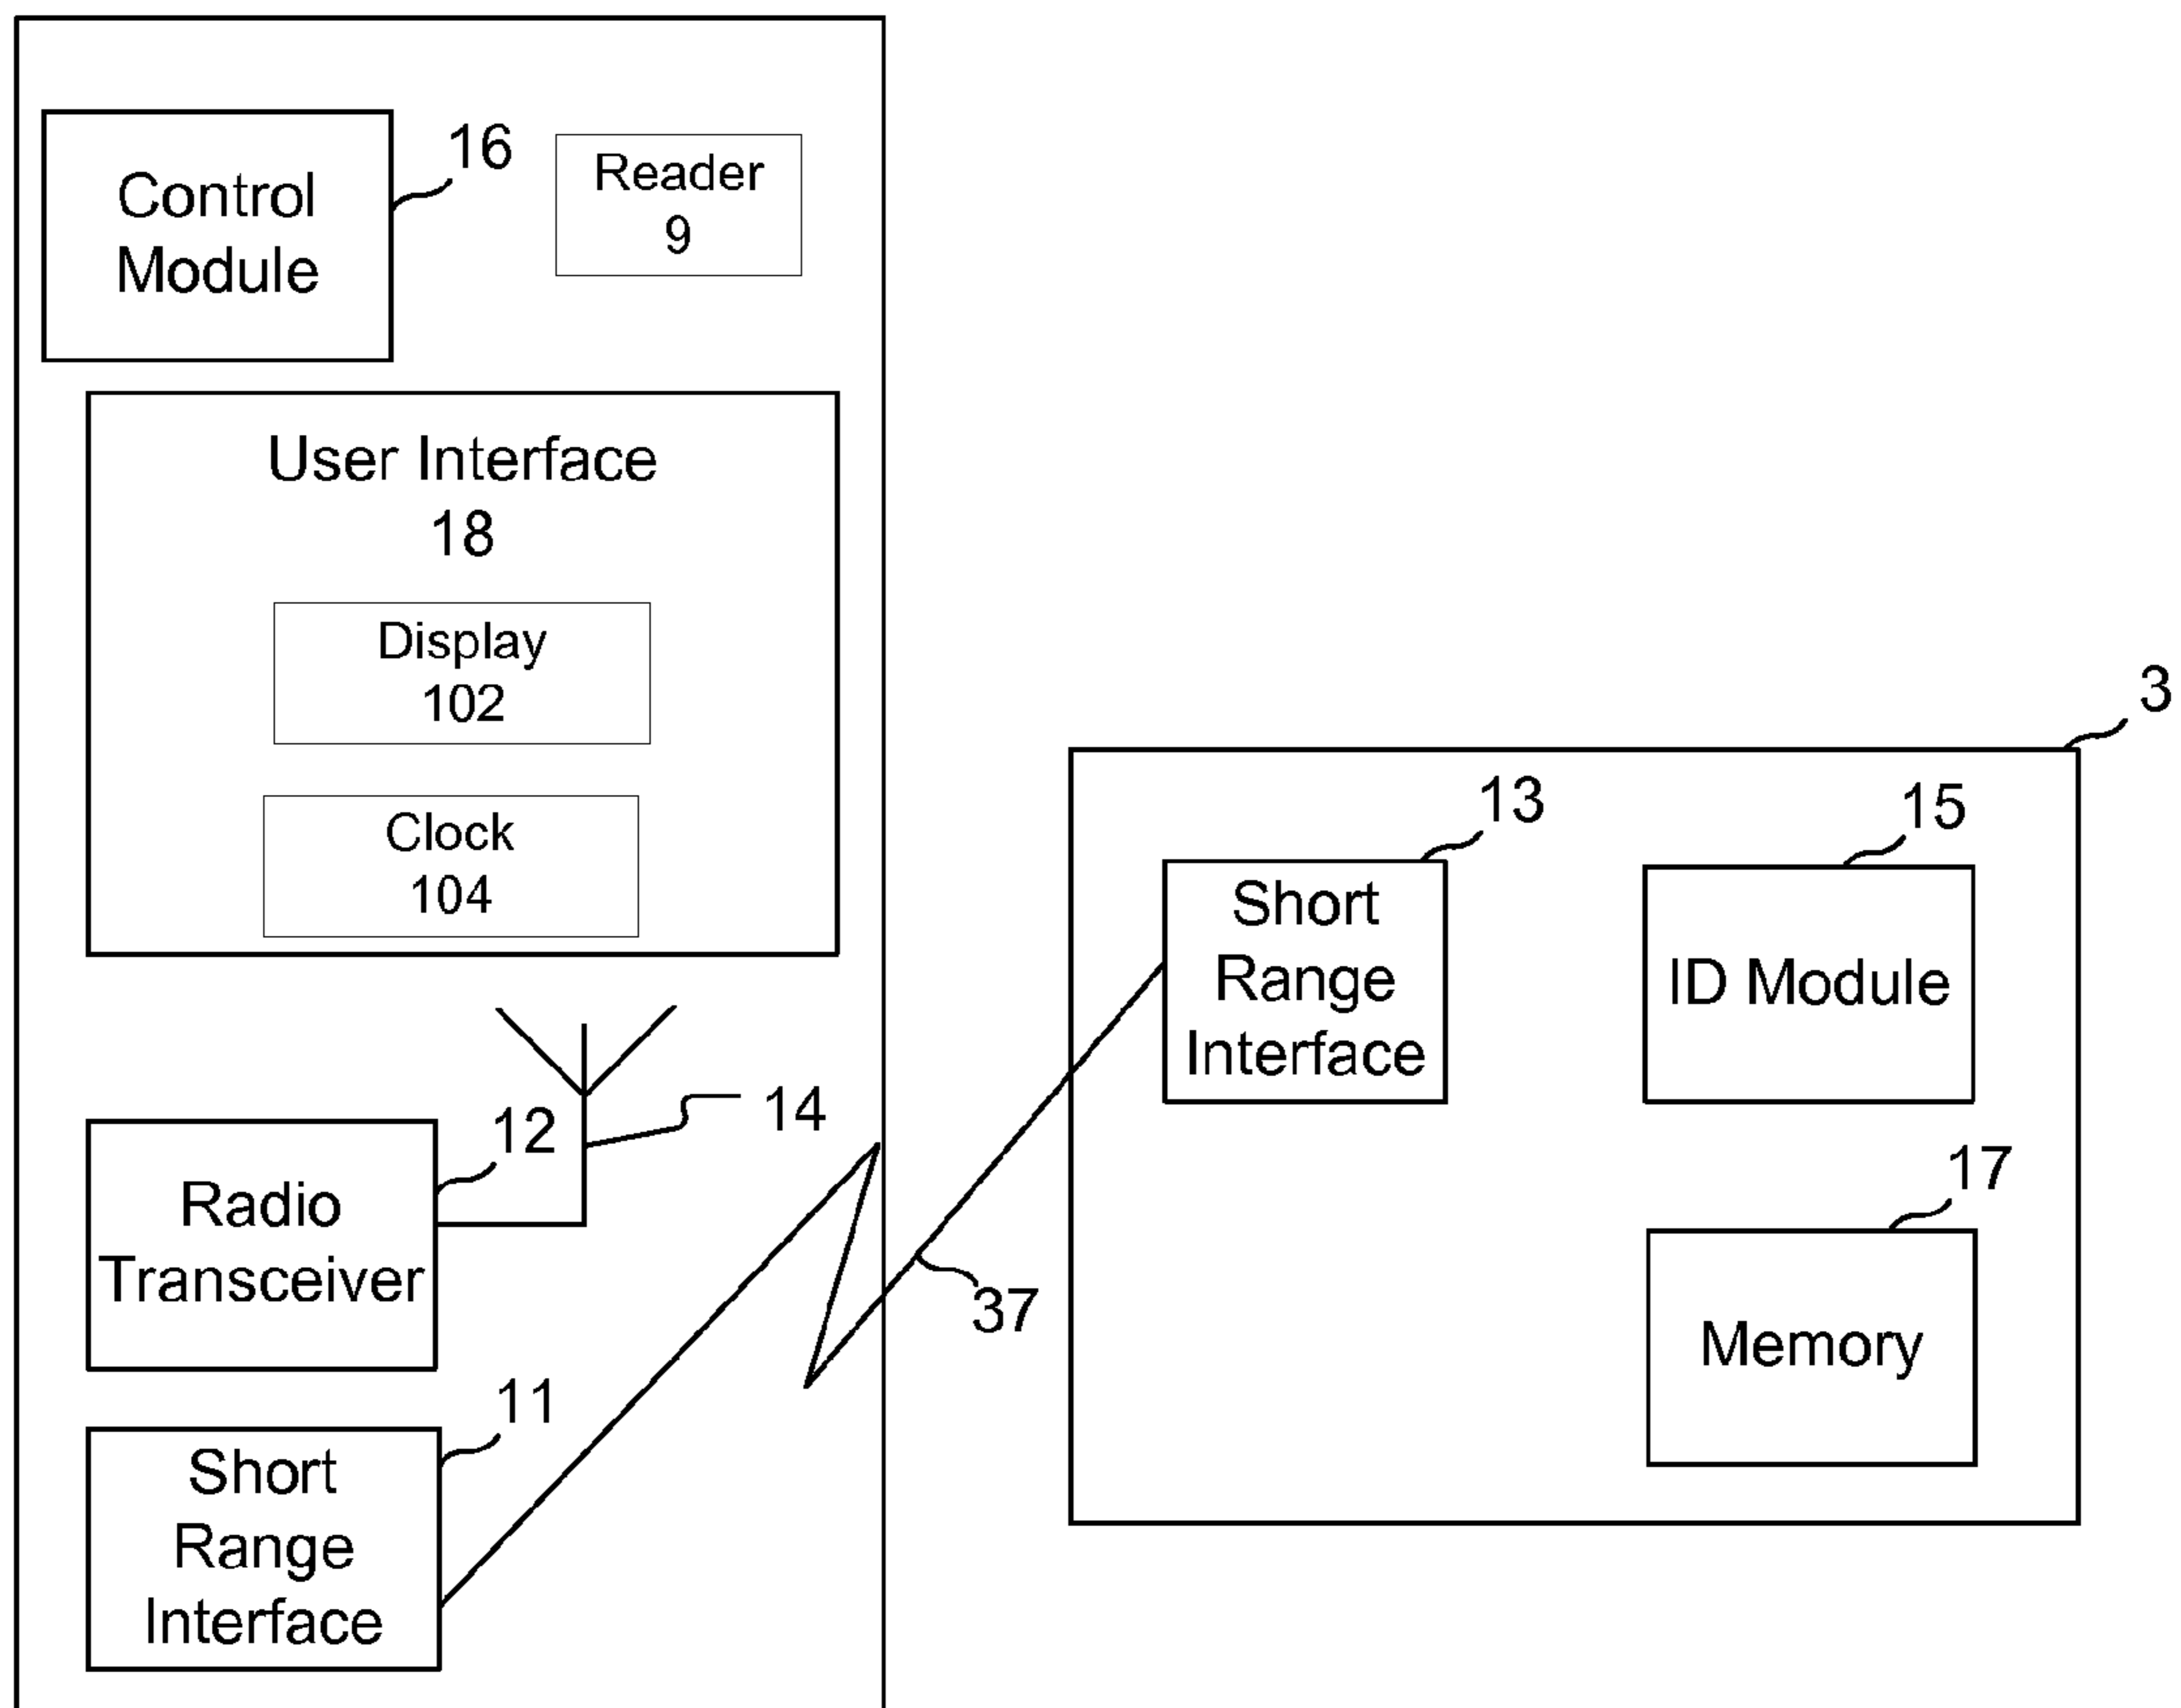 Control
Module
16
Reader
9
User Interface
18
Display
102
Clock
104
14
12
Radio
Transceiver
11
Short
Range
Interface
37
3
13
Short
Range
Interface
15
ID Module
17
Memory